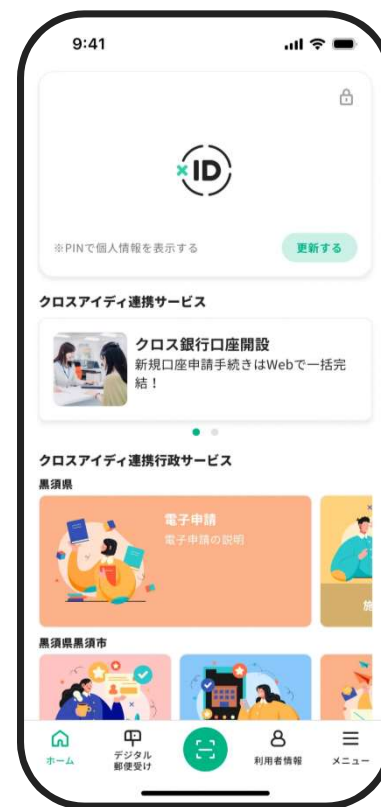 9:41
×ID
※PINで個人情報を表示する
更新する
クロスアイディ連携サービス
クロス銀行口座開設
新規口座申請手続きはWebで一括完
結！
クロスアイディ連携行政サービス
黒須県
電子申請
電子申請の説明
施
黒須県黒須市
ホーム
デジタル
郵便受け
利用者情報
メニュー